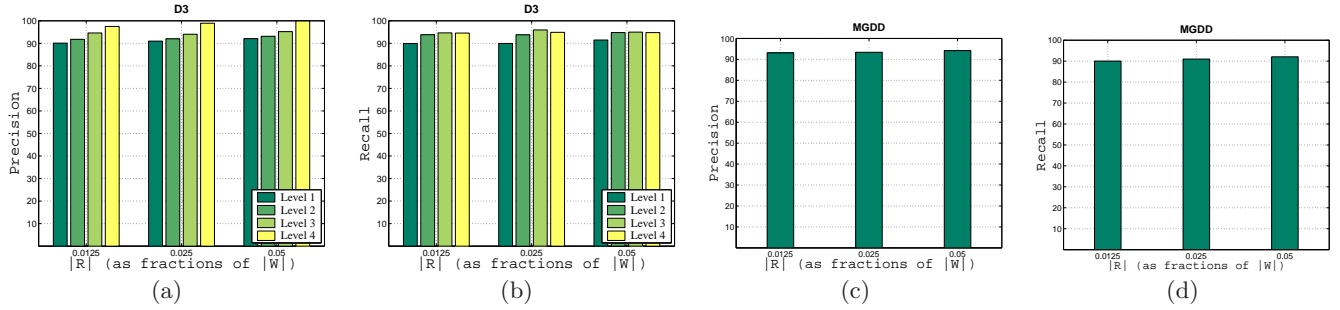 D3
Precision
100
90
80
70
60
50
40
30
20
10
Level 1
Level 2
Level 3
Level 4
0.0125 0.025 0.05
|R| (as fractions of |W|)
(a)
D3
Recall
100
90
80
70
60
50
40
30
20
10
Level 1
Level 2
Level 3
Level 4
0.0125 0.025 0.05
|R| (as fractions of |W|)
(b)
MGDD
Precision
100
90
80
70
60
50
40
30
20
10
0.0125 0.025 0.05
|R| (as fractions of |W|)
(c)
MGDD
Recall
100
90
80
70
60
50
40
30
20
10
0.0125 0.025 0.05
|R| (as fractions of |W|)
(d)